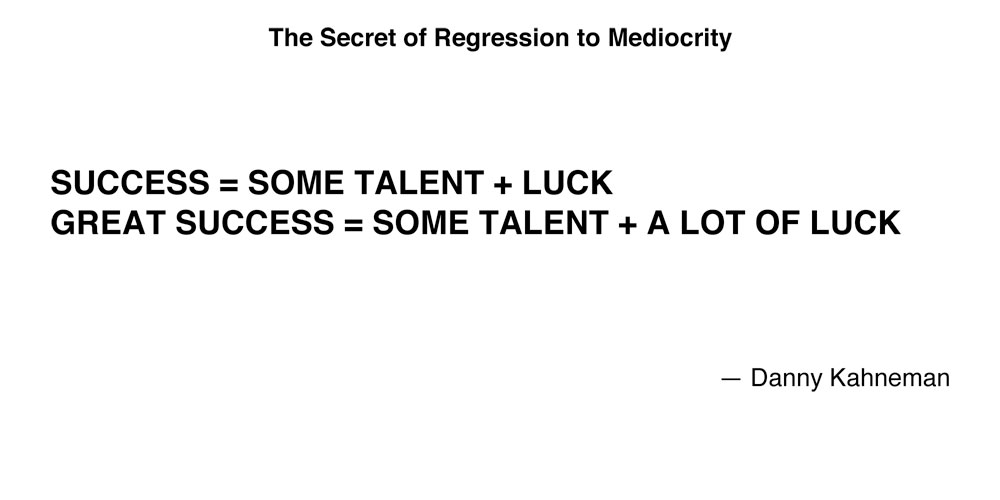 The Secret of Regression to Mediocrity
SUCCESS = SOME TALENT + LUCK
GREAT SUCCESS = SOME TALENT + A LOT OF LUCK
— Danny Kahneman